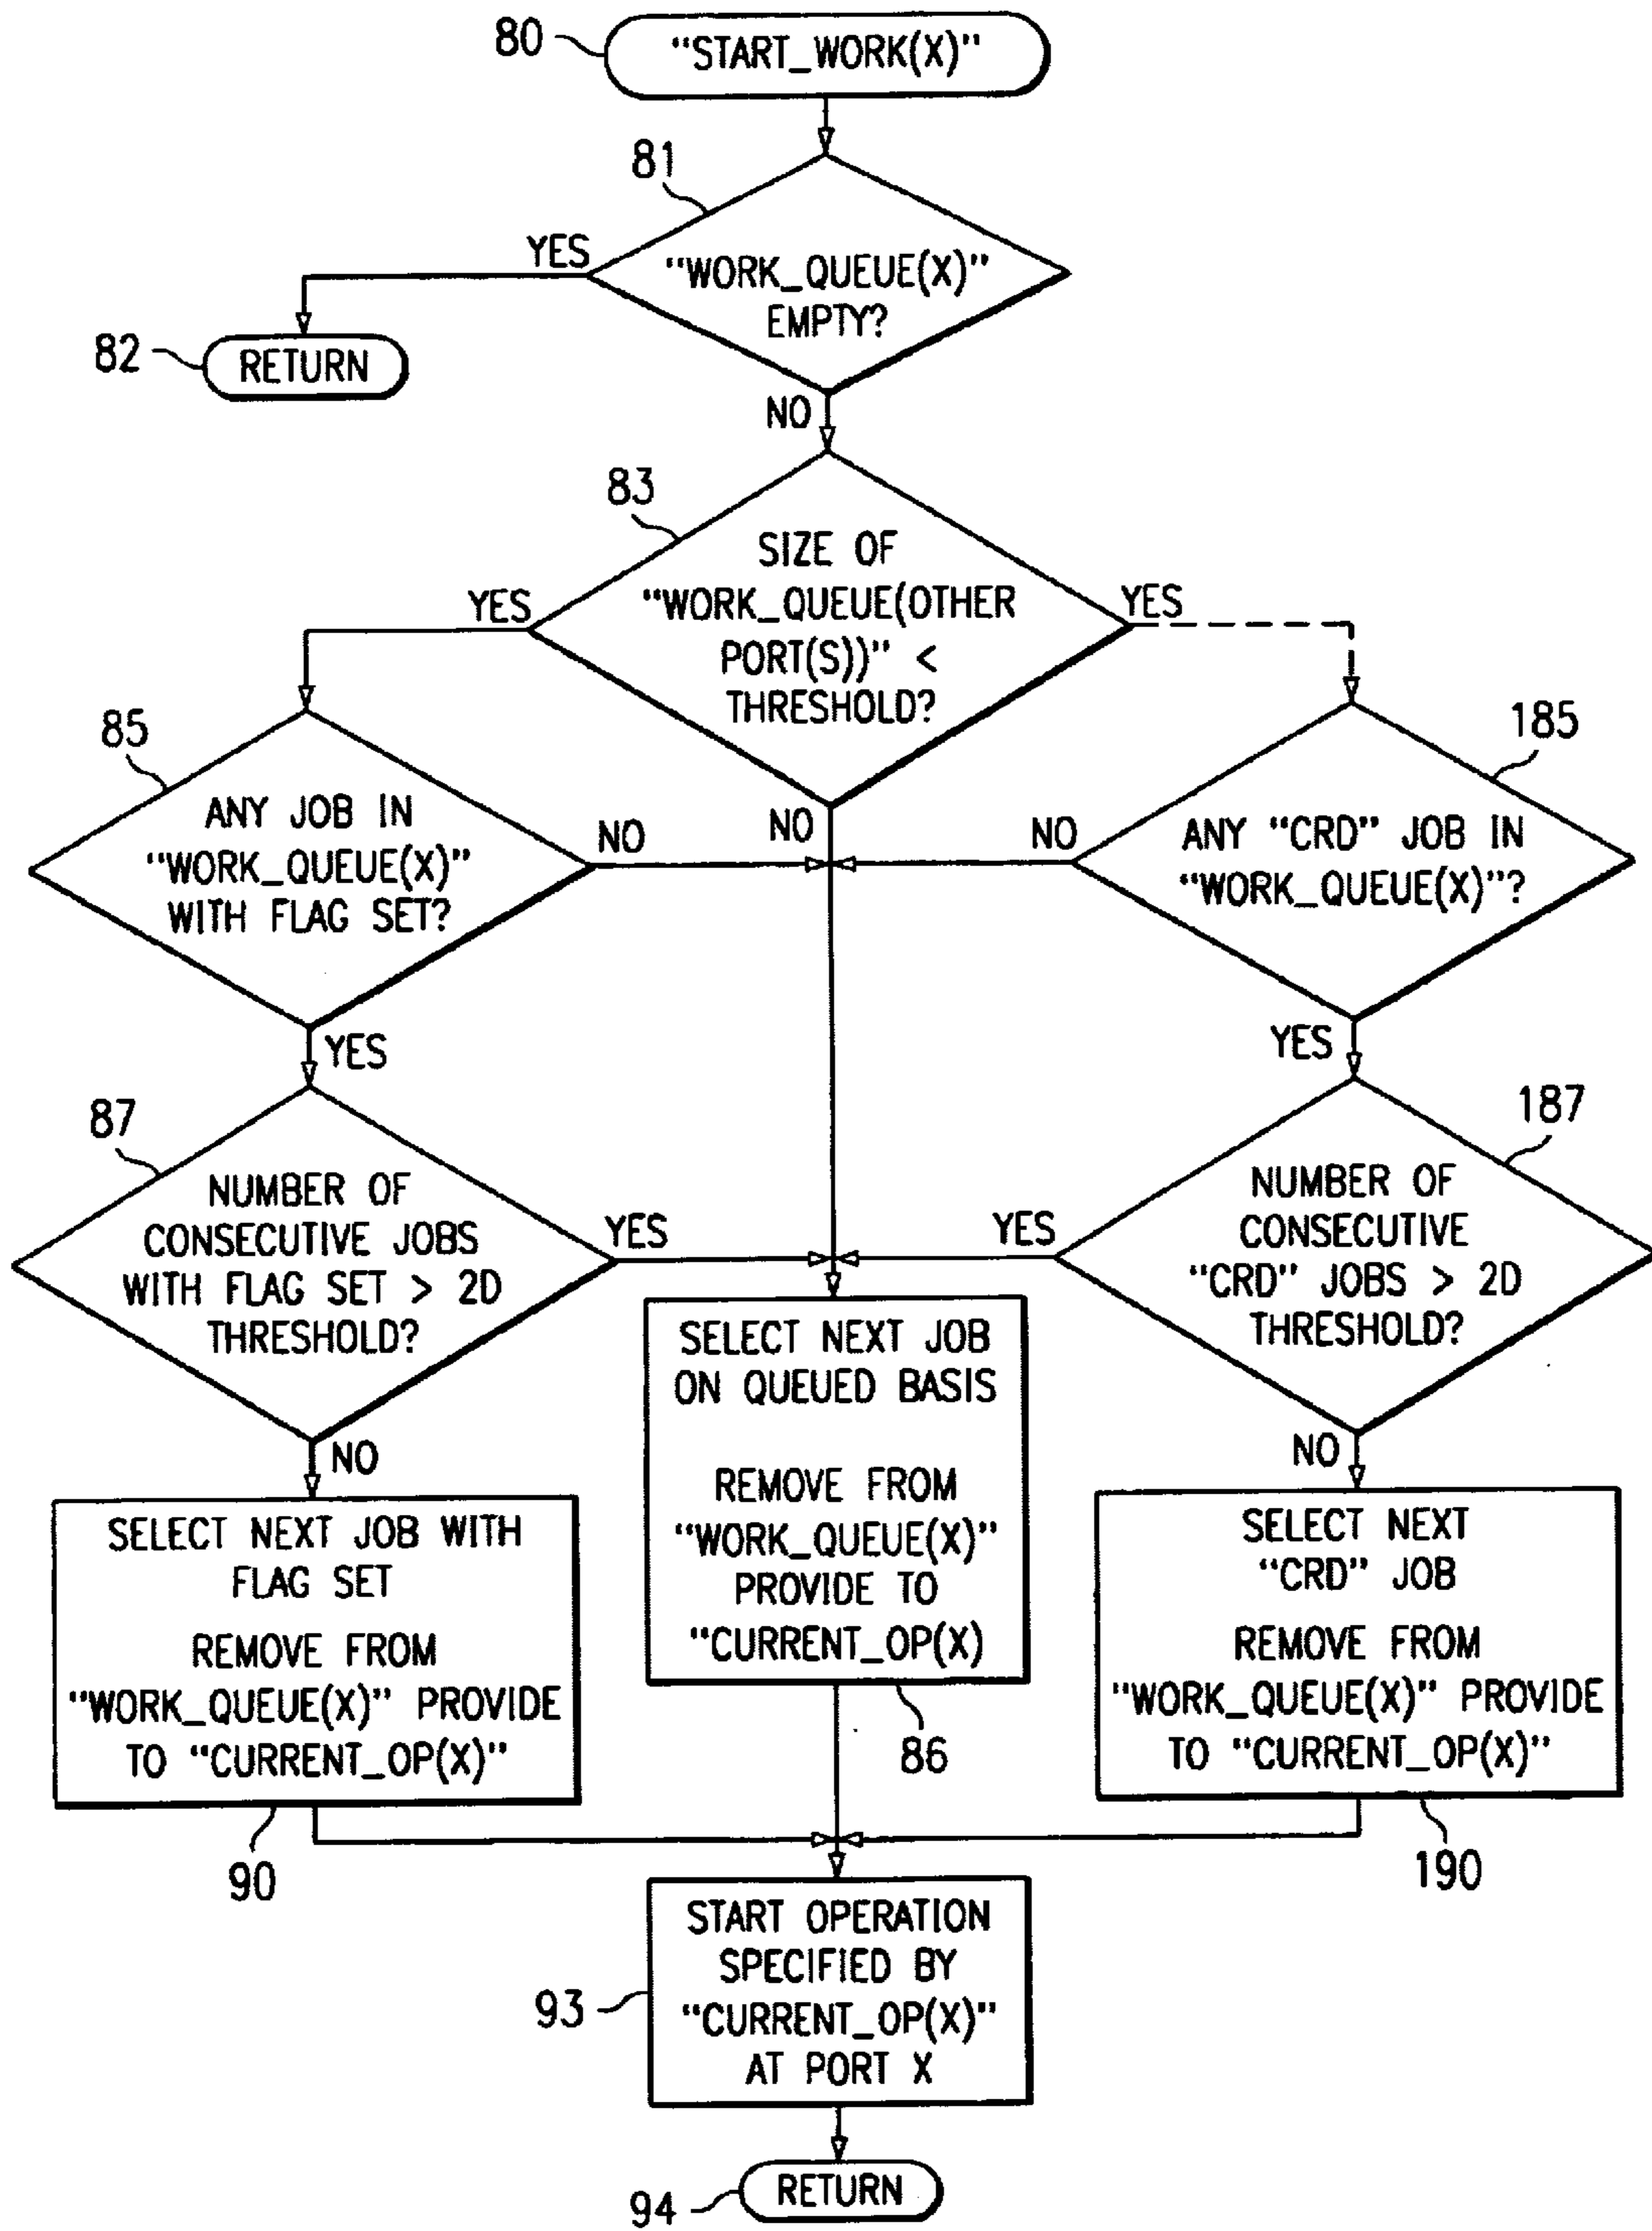 80
"START_WORK(X)"
81
YES
"WORK_QUEUE(X)"
EMPTY?
82
RETURN
NO
83
SIZE OF
"WORK_QUEUE(OTHER
PORT(S))" <
THRESHOLD?
YES
YES
85
185
ANY JOB IN
"WORK_QUEUE(X)"
WITH FLAG SET?
NO
NO
NO
ANY "CRD" JOB IN
"WORK_QUEUE(X)"?
YES
YES
87
187
NUMBER OF
CONSECUTIVE JOBS
WITH FLAG SET > 2D
THRESHOLD?
YES
YES
NUMBER OF
CONSECUTIVE
"CRD" JOBS > 2D
THRESHOLD?
NO
NO
SELECT NEXT JOB WITH
FLAG SET
REMOVE FROM
"WORK_QUEUE(X)" PROVIDE
TO "CURRENT_OP(X)"
90
SELECT NEXT JOB
ON QUEUED BASIS
REMOVE FROM
"WORK_QUEUE(X)"
PROVIDE TO
"CURRENT_OP(X)
86
SELECT NEXT
"CRD" JOB
REMOVE FROM
"WORK_QUEUE(X)" PROVIDE
TO "CURRENT_OP(X)"
190
START OPERATION
SPECIFIED BY
"CURRENT_OP(X)"
AT PORT X
93
RETURN
94